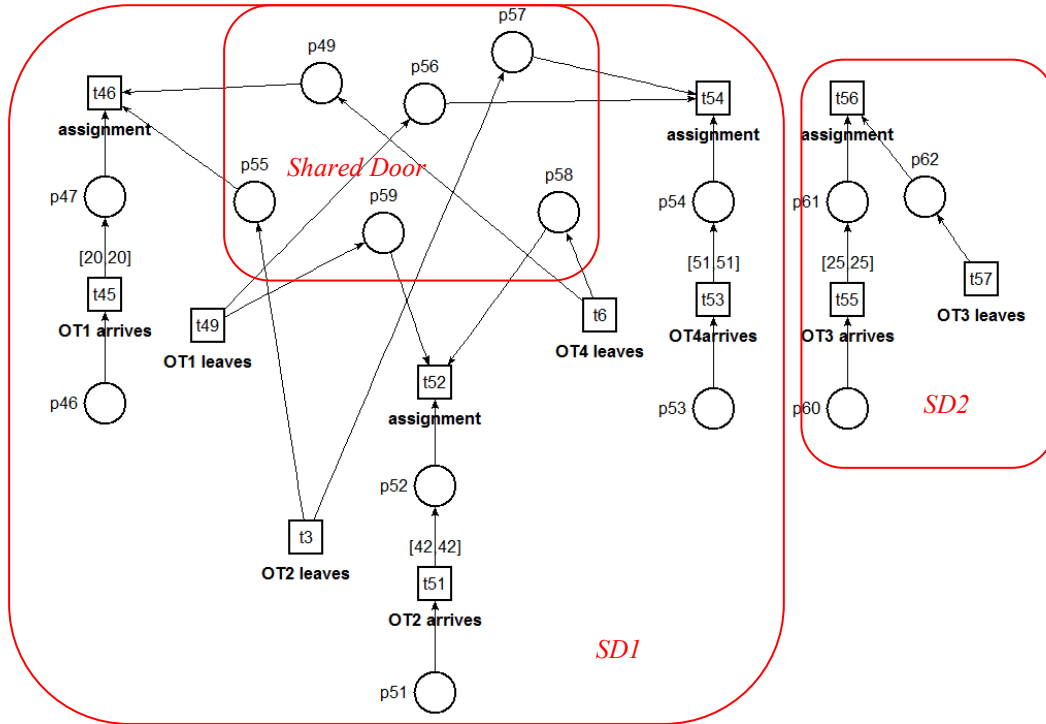 p57
p49
p56
t46
t54
t56
assignment
assignment
assignment
Shared Door
p55
p58
p62
p47
p59
p54
p61
[20,20]
[51,51]
[25,25]
t45
t53
t55
t57
OT1 arrives
t49
t6
OT4arrives
OT3 arrives
OT3 leaves
OT1 leaves
OT4 leaves
p46
t52
p53
p60
SD2
assignment
p52
t3
[42,42]
OT2 leaves
t51
OT2 arrives
SD1
p51